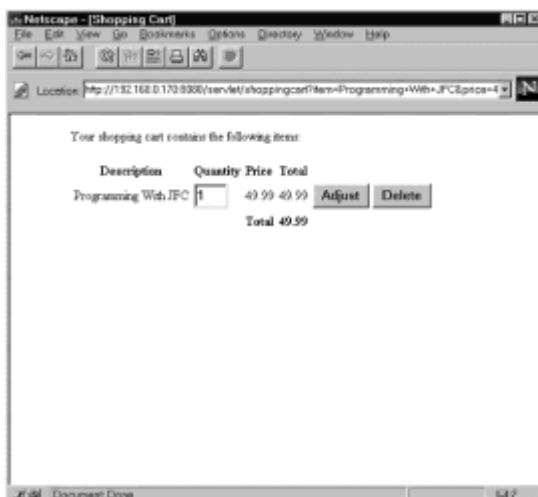 Netscape - [Shopping Cart]
File Edit View Go Bookmarks Options Directory Window Help
Location: http://192.168.0.170:8080/servlet/shoppingcart?item=Programming+With+JFC&price=4
N
Your shopping cart contains the following items:
Description Quantity Price Total
Programming With JFC 1 49.99 49.99 Adjust Delete
Total 49.99
Document Done